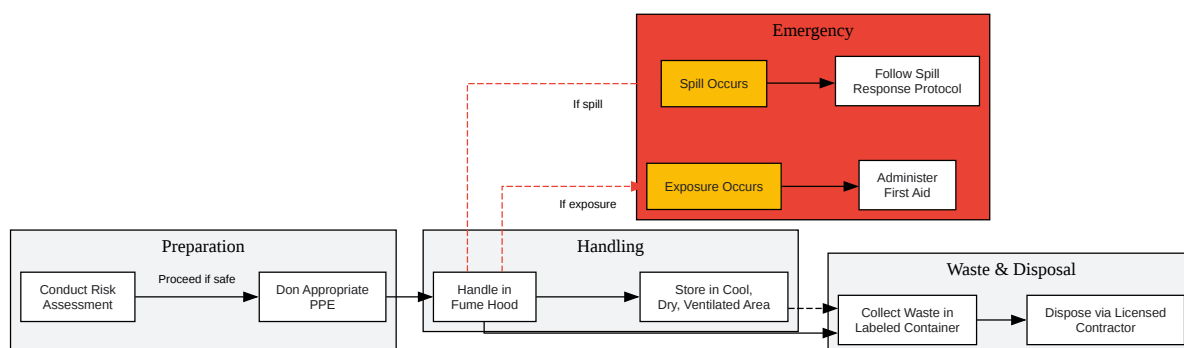 Emergency
Spill Occurs
Follow Spill
Response Protocol
If spill
Exposure Occurs
Administer
First Aid
If exposure
Preparation
Conduct Risk
Assessment
Proceed if safe
Don Appropriate
PPE
Handling
Handle in
Fume Hood
Store in Cool,
Dry, Ventilated Area
Waste & Disposal
Collect Waste in
Labeled Container
Dispose via Licensed
Contractor